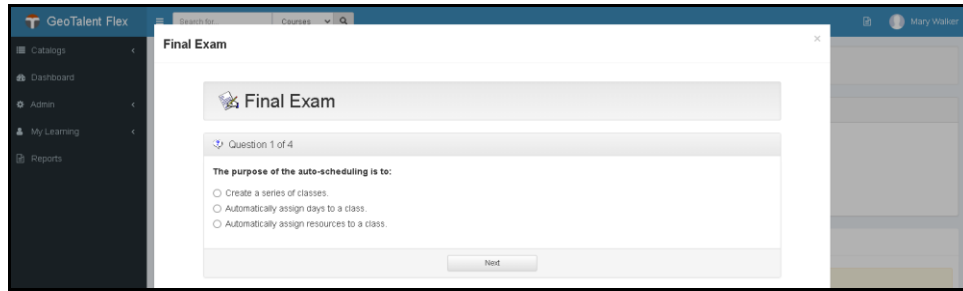 GeoTalent Flex
Search for...
Courses
Mary Walker
Catalogs
Dashboard
Admin
My Learning
Reports
Final Exam
×
Final Exam
Question 1 of 4
The purpose of the auto-scheduling is to:
Create a series of classes.
Automatically assign days to a class.
Automatically assign resources to a class.
Next